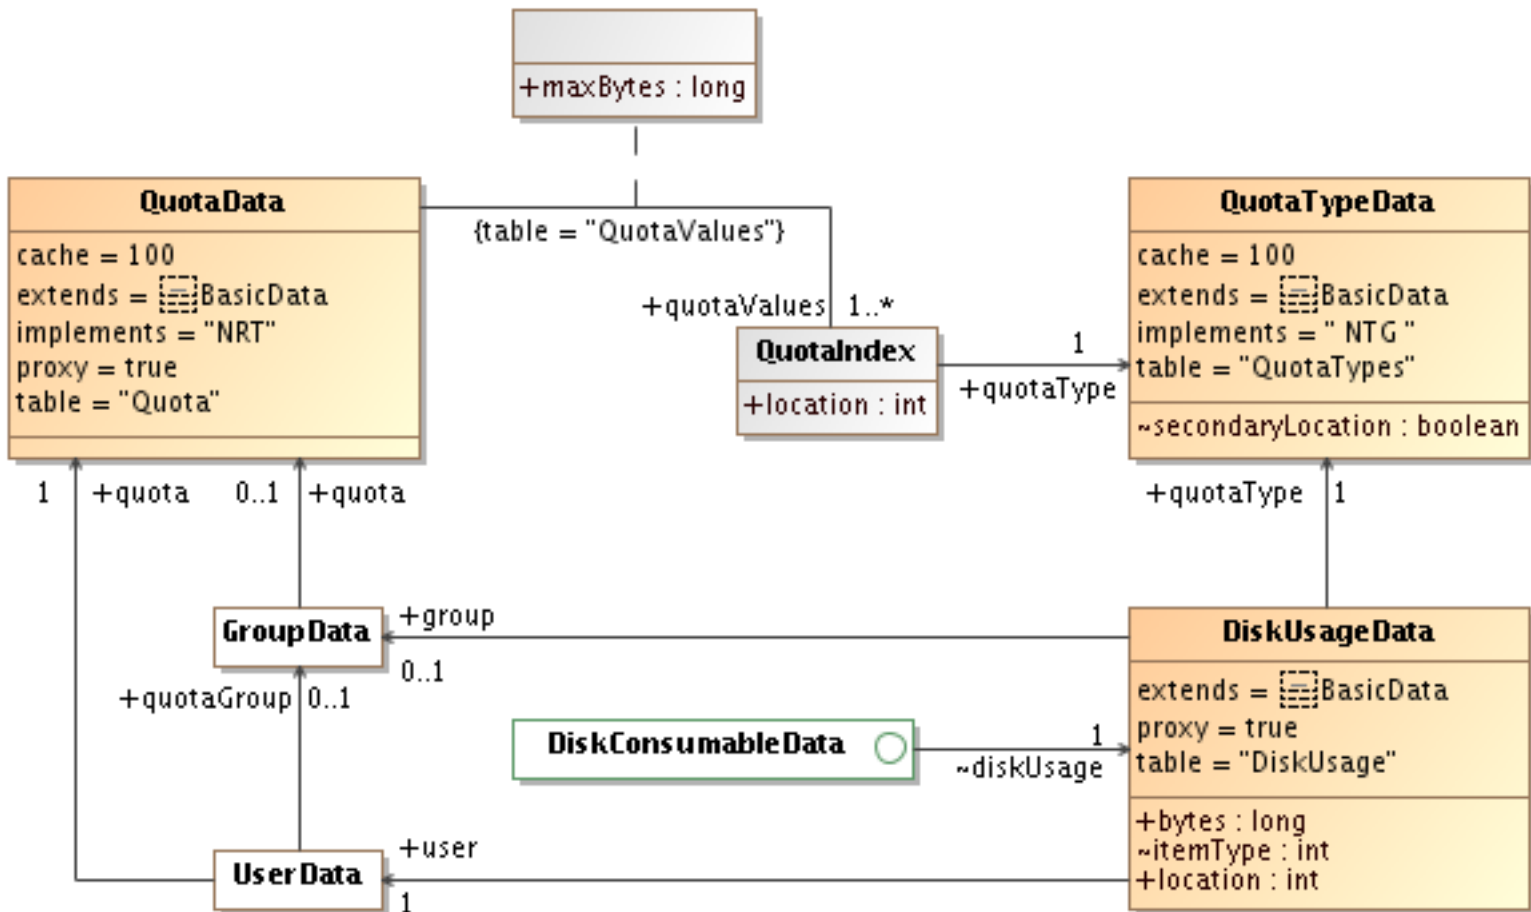 +maxBytes : long
QuotaData
cache = 100
extends = BasicData
implements = "NRT"
proxy = true
table = "Quota"
{table = "QuotaValues"}
+quotaValues 1..*
QuotaIndex
+location : int
1
+quotaType
QuotaTypeData
cache = 100
extends = BasicData
implements = " NTG "
table = "QuotaTypes"
~secondaryLocation : boolean
1 +quota
0..1 +quota
+quotaType 1
GroupData
+group
0..1
+quotaGroup 0..1
DiskConsumableData
1
~diskUsage
DiskUsageData
extends = BasicData
proxy = true
table = "DiskUsage"
+bytes : long
~itemType : int
+location : int
UserData
+user
1